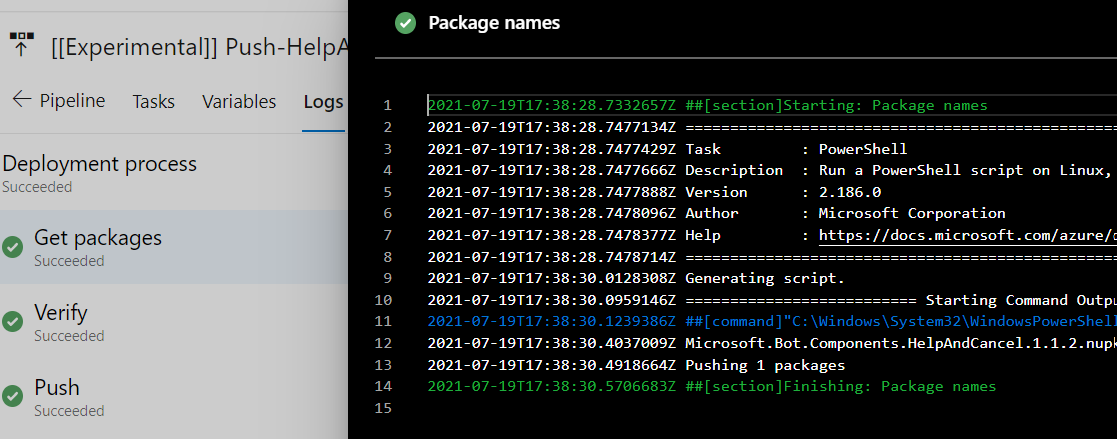 [[Experimental]] Push-HelpA
Pipeline Tasks Variables Logs
Deployment process
Succeeded
Get packages
Succeeded
Verify
Succeeded
Push
Succeeded
Package names
1 2021-07-19T17:38:28.7332657Z ##[section]Starting: Package names
2 2021-07-19T17:38:28.7477134Z ================================================
3 2021-07-19T17:38:28.7477429Z Task : PowerShell
4 2021-07-19T17:38:28.7477666Z Description : Run a PowerShell script on Linux,
5 2021-07-19T17:38:28.7477888Z Version : 2.186.0
6 2021-07-19T17:38:28.7478096Z Author : Microsoft Corporation
7 2021-07-19T17:38:28.7478377Z Help : https://docs.microsoft.com/azure/d
8 2021-07-19T17:38:28.7478714Z ================================================
9 2021-07-19T17:38:30.0128308Z Generating script.
10 2021-07-19T17:38:30.0959146Z ========================== Starting Command Outpu
11 2021-07-19T17:38:30.1239386Z ##[command]"C:\Windows\System32\WindowsPowerShell
12 2021-07-19T17:38:30.4037009Z Microsoft.Bot.Components.HelpAndCancel.1.1.2.nupk
13 2021-07-19T17:38:30.4918664Z Pushing 1 packages
14 2021-07-19T17:38:30.5706683Z ##[section]Finishing: Package names
15